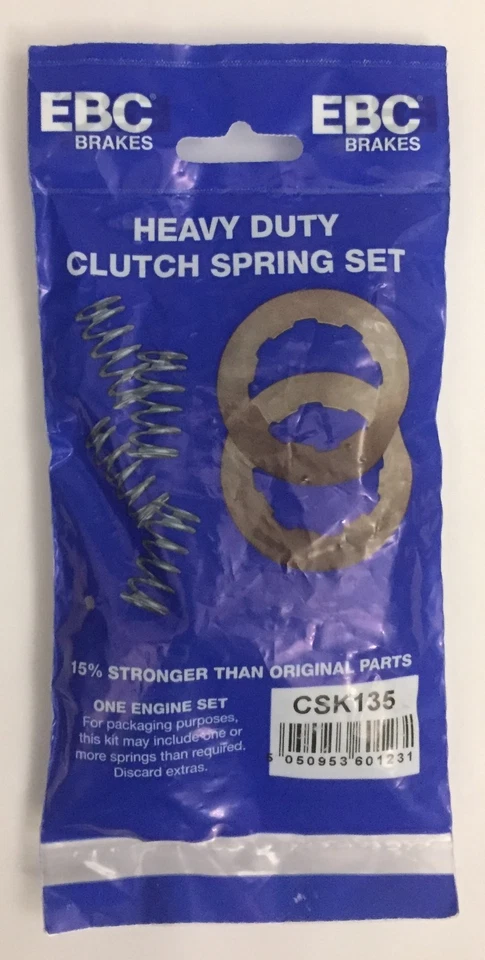 EBC
BRAKES
EBC
BRAKES
HEAVY DUTY
CLUTCH SPRING SET
15% STRONGER THAN ORIGINAL PARTS
ONE ENGINE SET
For packaging purposes,
this kit may include one or
more springs than required.
Discard extras.
CSK135
5 050953 601231